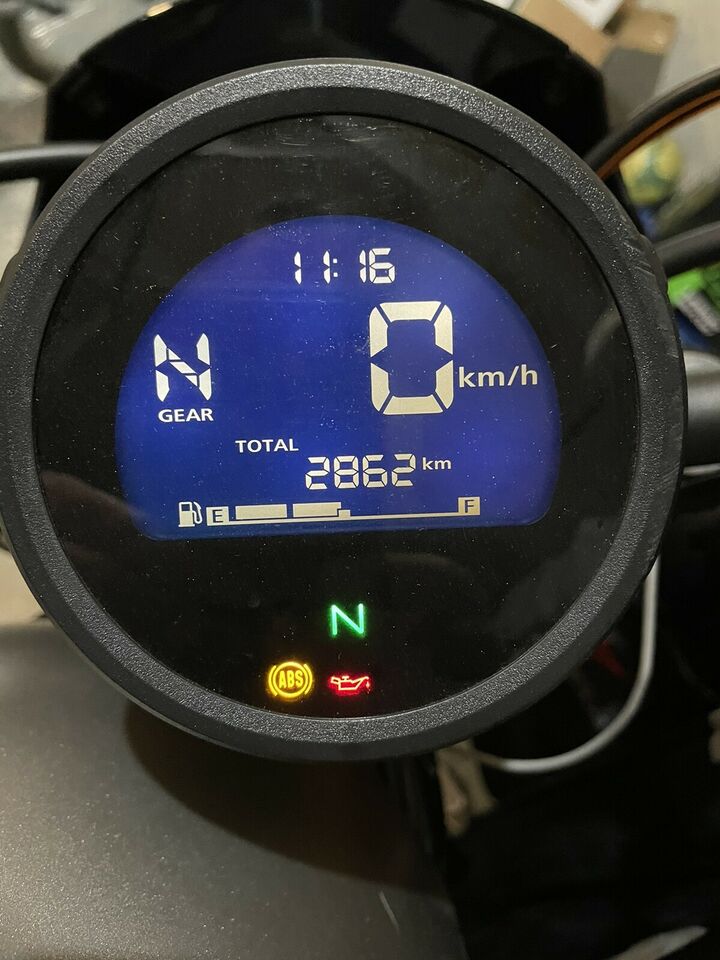 11:16
N 0 km/h
GEAR
TOTAL
2862 km
E F
N
ABS